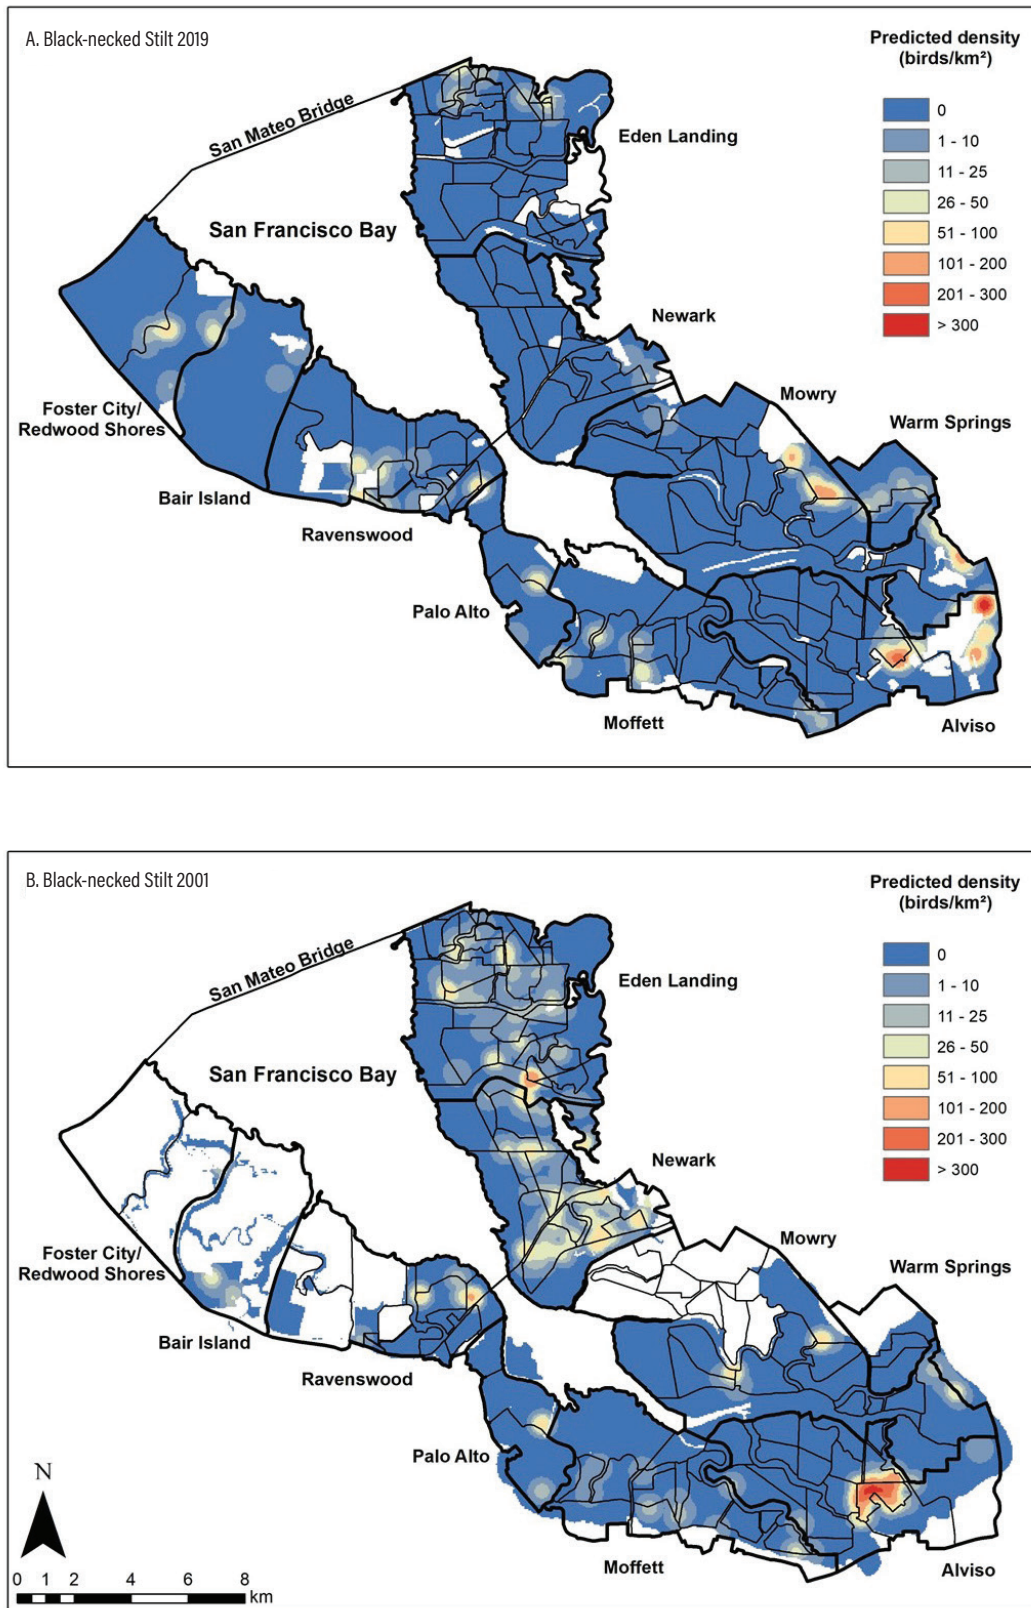 A. Black-necked Stilt 2019
Predicted density
(birds/km²)
0
1 - 10
11 - 25
26 - 50
51 - 100
101 - 200
201 - 300
> 300
San Mateo Bridge
Eden Landing
San Francisco Bay
Newark
Mowry
Warm Springs
Foster City/
Redwood Shores
Bair Island
Ravenswood
Palo Alto
Moffett
Alviso
B. Black-necked Stilt 2001
Predicted density
(birds/km²)
0
1 - 10
11 - 25
26 - 50
51 - 100
101 - 200
201 - 300
> 300
San Mateo Bridge
Eden Landing
San Francisco Bay
Newark
Mowry
Warm Springs
Foster City/
Redwood Shores
Bair Island
Ravenswood
Palo Alto
Moffett
Alviso
N
0 1 2 4 6 8
km